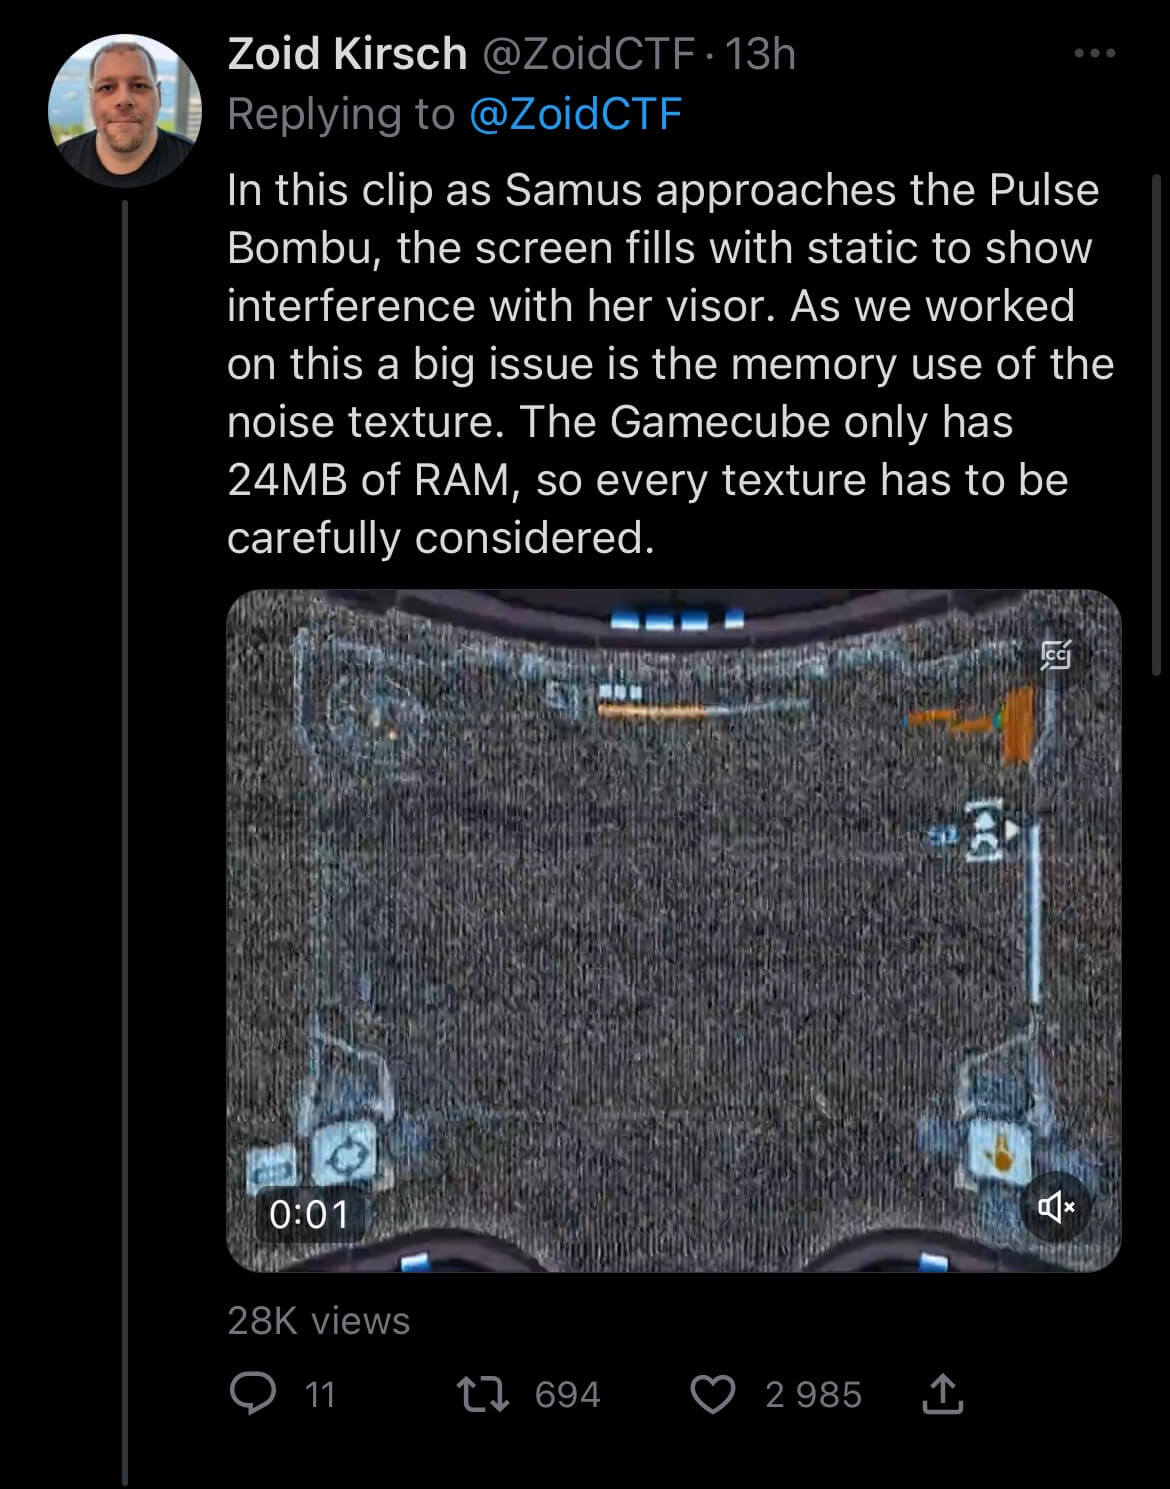 Zoid Kirsch @ZoidCTF · 13h
Replying to @ZoidCTF
In this clip as Samus approaches the Pulse
Bombu, the screen fills with static to show
interference with her visor. As we worked
on this a big issue is the memory use of the
noise texture. The Gamecube only has
24MB of RAM, so every texture has to be
carefully considered.
CC
0:01
28K views
11 694 2 985